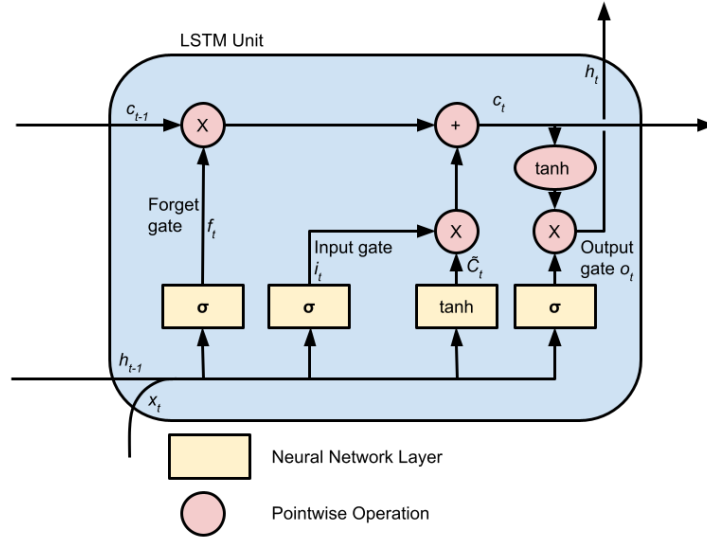 LSTM Unit
h_t
c_{t-1}
X
+
c_t
tanh
Forget
gate
f_t
X
X
Input gate
i_t
C̃_t
Output
gate o_t
σ
σ
tanh
σ
h_{t-1}
x_t
Neural Network Layer
Pointwise Operation